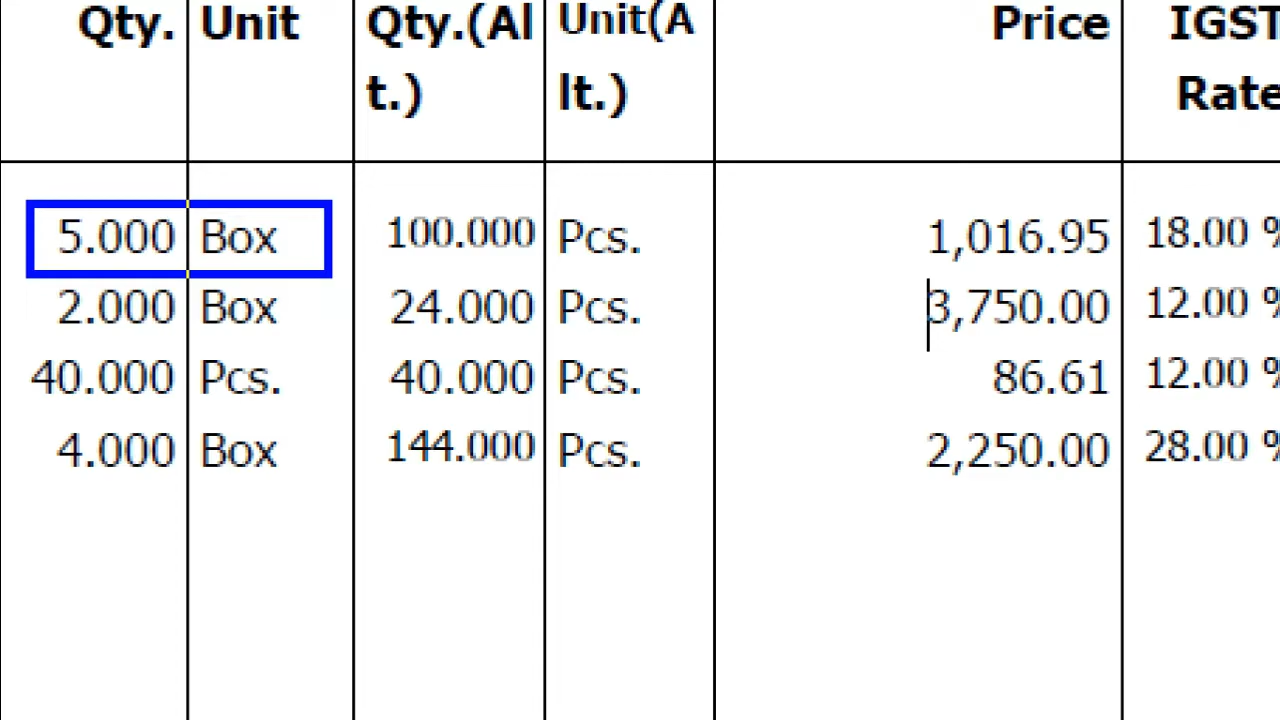 Qty. Unit Qty.(Al Unit(A Price IGST
t.) lt.) Rate
5.000 Box 100.000 Pcs. 1,016.95 18.00 %
2.000 Box 24.000 Pcs. 3,750.00 12.00 %
40.000 Pcs. 40.000 Pcs. 86.61 12.00 %
4.000 Box 144.000 Pcs. 2,250.00 28.00 %